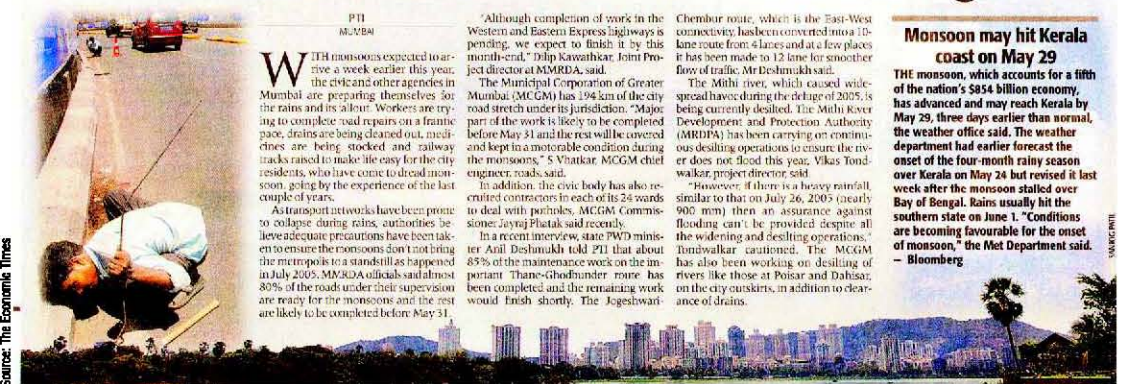 PTI
MUMBAI
WITH monsoons expected to ar-
rive a week earlier this year,
the civic and other agencies in
Mumbai are preparing themselves for
the rains and its fallout. Workers are try-
ing to complete road repairs on a frantic
pace, drains are being cleaned out, medi-
cines are being stocked and railway
tracks raised to make life easy for the city
residents, who have come to dread mon-
soon, going by the experience of the last
couple of years.
As transport networks have been prone
to collapse during rains, authorities be-
lieve adequate precautions have been tak-
en to ensure the monsoons don't not bring
the metropolis to a standstill as happened
in July 2005. MMRDA officials said almost
80% of the roads under their supervision
are ready for the monsoons and the rest
are likely to be completed before May 31.
"Although completion of work in the
Western and Eastern Express highways is
pending, we expect to finish it by this
month-end," Dilip Kawathkar, Joint Pro-
ject director at MMRDA, said.
The Municipal Corporation of Greater
Mumbai (MCGM) has 194 km of the city
road stretch under its jurisdiction. "Major
part of the work is likely to be completed
before May 31 and the rest will be covered
and kept in a motorable condition during
the monsoons," S Vhatkar, MCGM chief
engineer, roads, said.
In addition, the civic body has also re-
cruited contractors in each of its 24 wards
to deal with potholes, MCGM Commis-
sioner Jayraj Phatak said recently.
In a recent interview, state PWD minis-
ter Anil Deshmukh told PTI that about
85% of the maintenance work on the im-
portant Thane-Ghodhunder route has
been completed and the remaining work
would finish shortly. The Jogeshwari-
Chembur route, which is the East-West
connectivity, has been converted into a 10-
lane route from 4 lanes and at a few places
it has been made to 12 lane for smoother
flow of traffic, Mr Deshmukh said.
The Mithi river, which caused wide-
spread havoc during the deluge of 2005, is
being currently desilted. The Mithi River
Development and Protection Authority
(MRDPA) has been carrying on continu-
ous desilting operations to ensure the riv-
er does not flood this year, Vikas Tond-
walkar, project director, said.
"However, if there is a heavy rainfall,
similar to that on July 26, 2005 (nearly
900 mm) then an assurance against
flooding can't be provided despite all
the widening and desilting operations,"
Tondwalkar cautioned. The MCGM
has also been working on desilting of
rivers like those at Poisar and Dahisar,
on the city outskirts, in addition to clear-
ance of drains.
Monsoon may hit Kerala
coast on May 29
THE monsoon, which accounts for a fifth
of the nation's $854 billion economy,
has advanced and may reach Kerala by
May 29, three days earlier than normal,
the weather office said. The weather
department had earlier forecast the
onset of the four-month rainy season
over Kerala on May 24 but revised it last
week after the monsoon stalled over
Bay of Bengal. Rains usually hit the
southern state on June 1. "Conditions
are becoming favourable for the onset
of monsoon," the Met Department said.
— Bloomberg
Source: The Economic Times